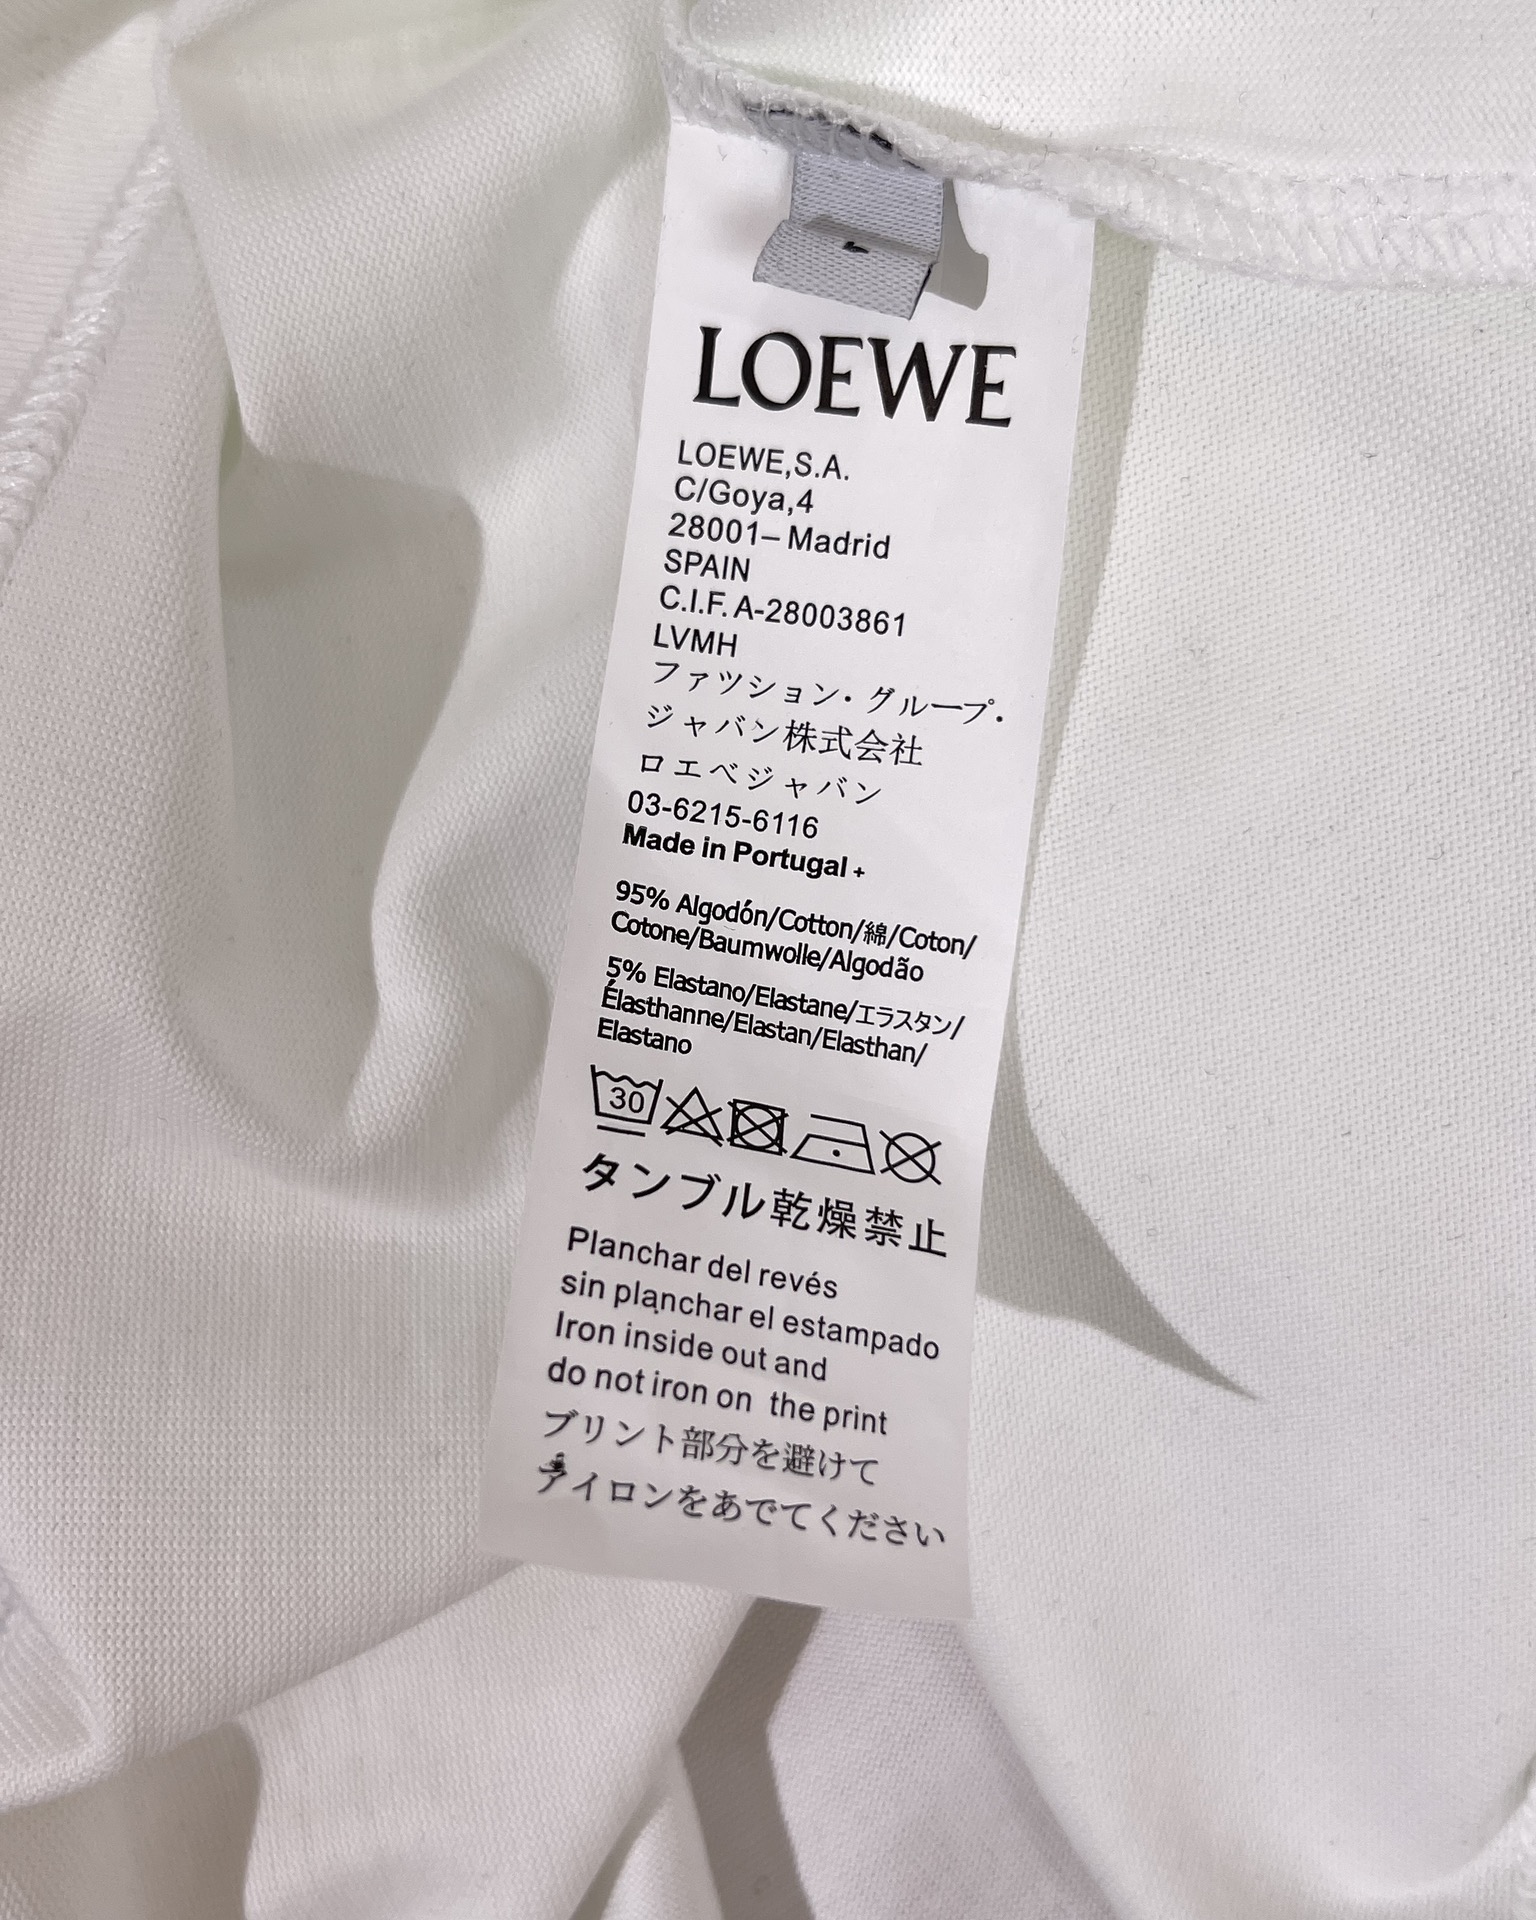 LOEWE
LOEWE,S.A.
C/Goya,4
28001– Madrid
SPAIN
C.I.F. A-28003861
LVMH
ファツション・グループ・
ジャバン株式会社
ロエベジャバン
03-6215-6116
Made in Portugal +
95% Algodón/Cotton/綿/Coton/
Cotone/Baumwolle/Algodão
5% Elastano/Elastane/エラスタン/
Élasthanne/Elastan/Elasthan/
Elastano
30
タンブル乾燥禁止
Planchar del revés
sin planchar el estampado
Iron inside out and
do not iron on the print
プリント部分を避けて
アイロンをあでてください